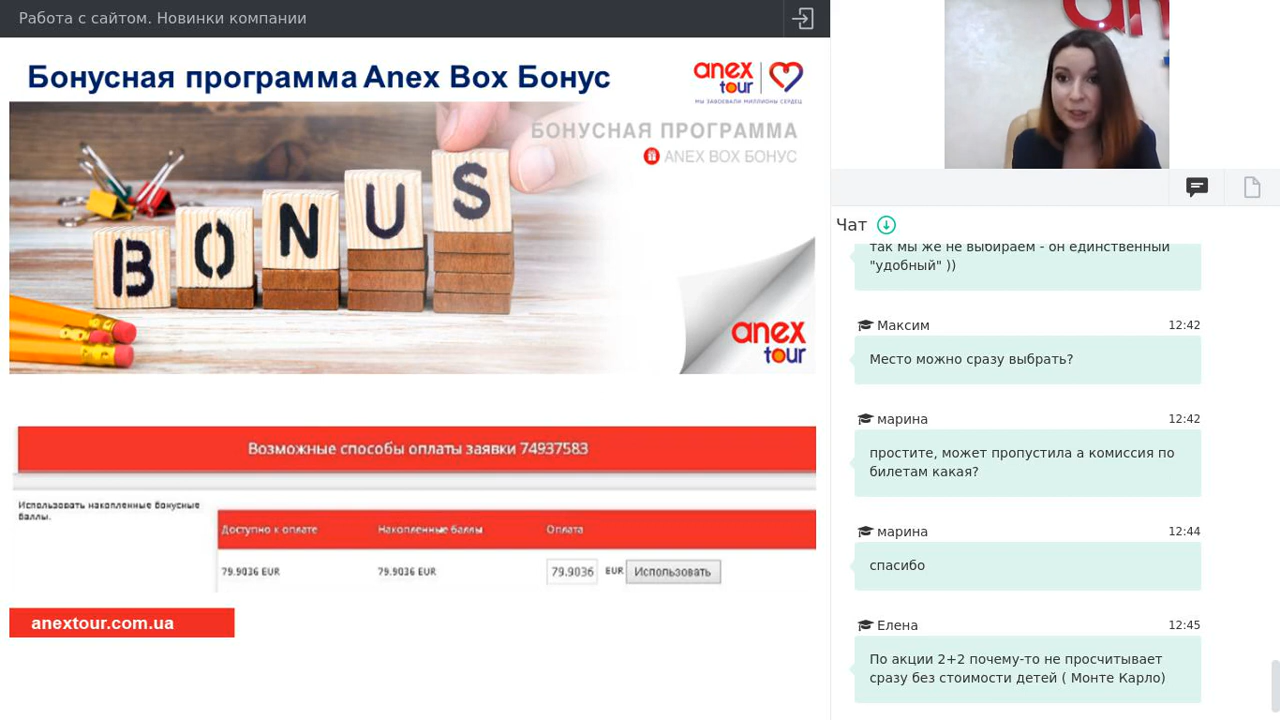 Работа с сайтом. Новинки компании
Бонусная программа Anex Box Бонус
anex
tour
МЫ ЗАВОЕВАЛИ МИЛЛИОНЫ СЕРДЕЦ
БОНУСНАЯ ПРОГРАММА
ANEX BOX БОНУС
BONUS
anex
tour
Возможные способы оплаты заявки 74937583
Использовать накопленные бонусные
баллы.
Доступно к оплате Накопленные баллы Оплата
79.9036 EUR 79.9036 EUR 79.9036 EUR Использовать
anextour.com.ua
an
Чат
так мы же не выбираем - он единственный
"удобный" ))
Максим 12:42
Место можно сразу выбрать?
марина 12:42
простите, может пропустила а комиссия по
билетам какая?
марина 12:44
спасибо
Елена 12:45
По акции 2+2 почему-то не просчитывает
сразу без стоимости детей ( Монте Карло)